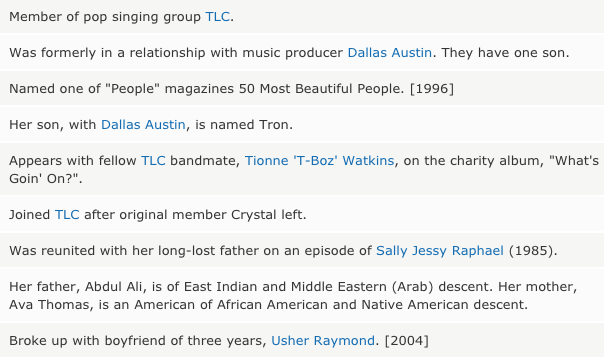 Member of pop singing group TLC.
Was formerly in a relationship with music producer Dallas Austin. They have one son.
Named one of "People" magazines 50 Most Beautiful People. [1996]
Her son, with Dallas Austin, is named Tron.
Appears with fellow TLC bandmate, Tionne 'T-Boz' Watkins, on the charity album, "What's
Goin' On?".
Joined TLC after original member Crystal left.
Was reunited with her long-lost father on an episode of Sally Jessy Raphael (1985).
Her father, Abdul Ali, is of East Indian and Middle Eastern (Arab) descent. Her mother,
Ava Thomas, is an American of African American and Native American descent.
Broke up with boyfriend of three years, Usher Raymond. [2004]